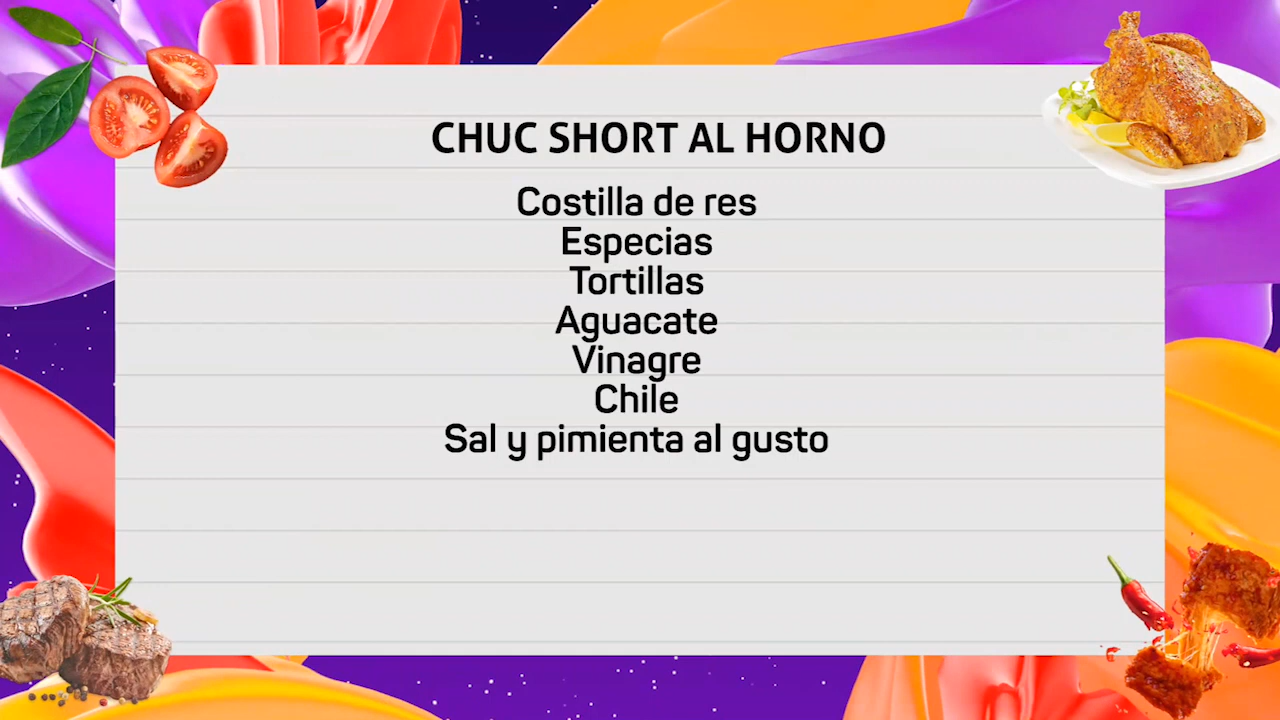 CHUC SHORT AL HORNO
Costilla de res
Especias
Tortillas
Aguacate
Vinagre
Chile
Sal y pimienta al gusto